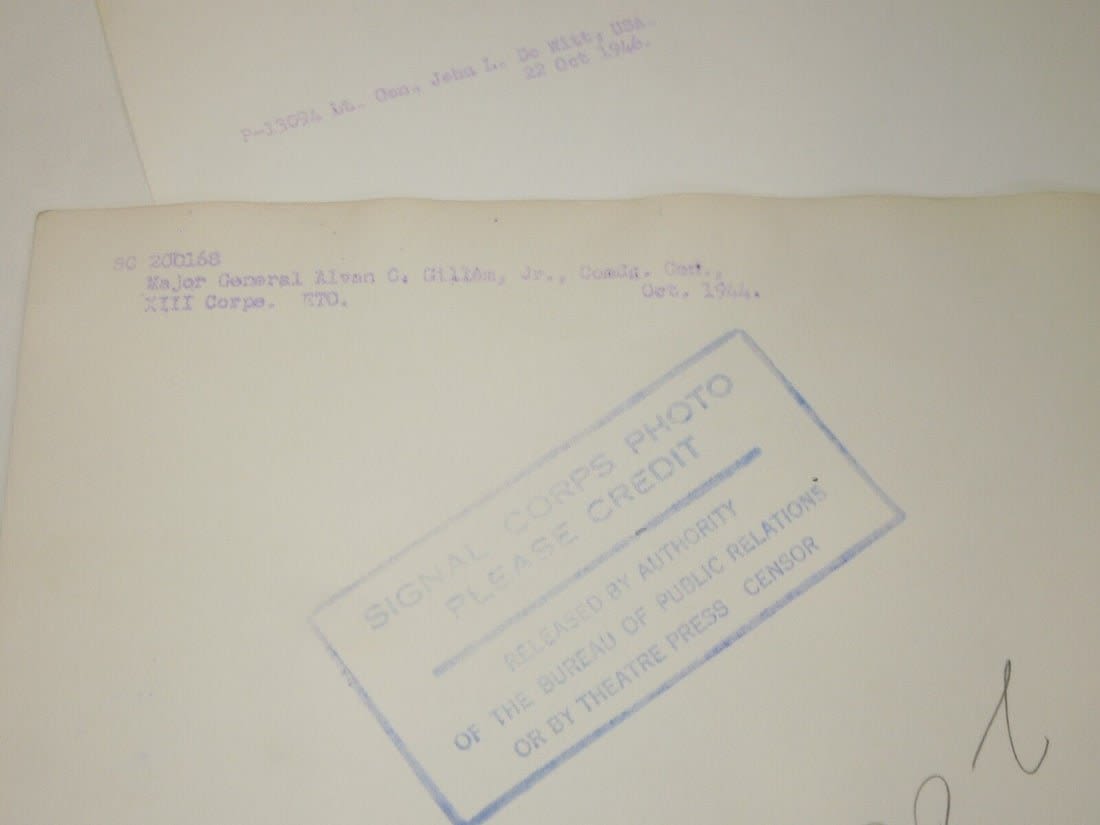 P-13094 Lt. Gen. John L. De Witt, USA.
22 Oct 1946.
SC 200168
Major General Alvan C. Gillem, Jr., Comdg. Gen.,
XIII Corps. ETO. Oct. 1944.
SIGNAL CORPS PHOTO
PLEASE CREDIT
RELEASED BY AUTHORITY
OF THE BUREAU OF PUBLIC RELATIONS
OR BY THEATRE PRESS CENSOR